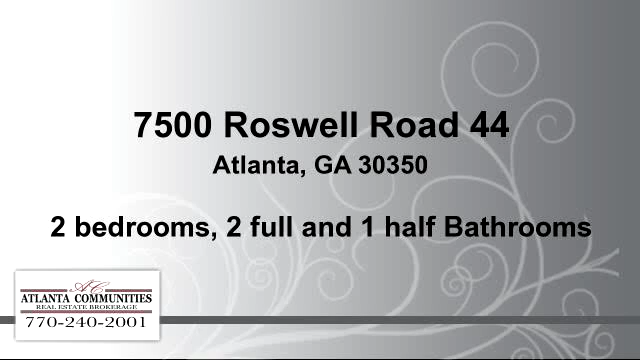 7500 Roswell Road 44
Atlanta, GA 30350
2 bedrooms, 2 full and 1 half Bathrooms
AC
ATLANTA COMMUNITIES
REAL ESTATE BROKERAGE
770-240-2001